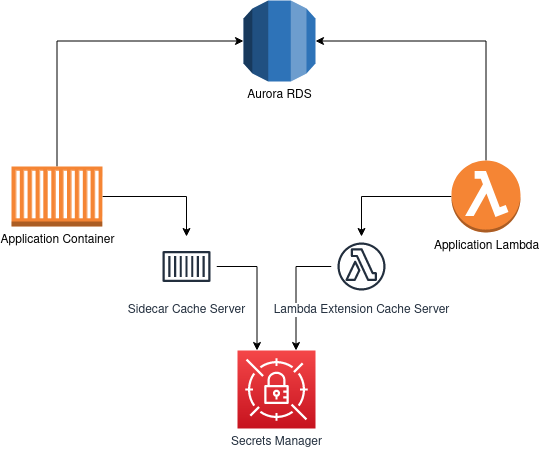 Aurora RDS
Application Container
Application Lambda
Sidecar Cache Server
Lambda Extension Cache Server
Secrets Manager